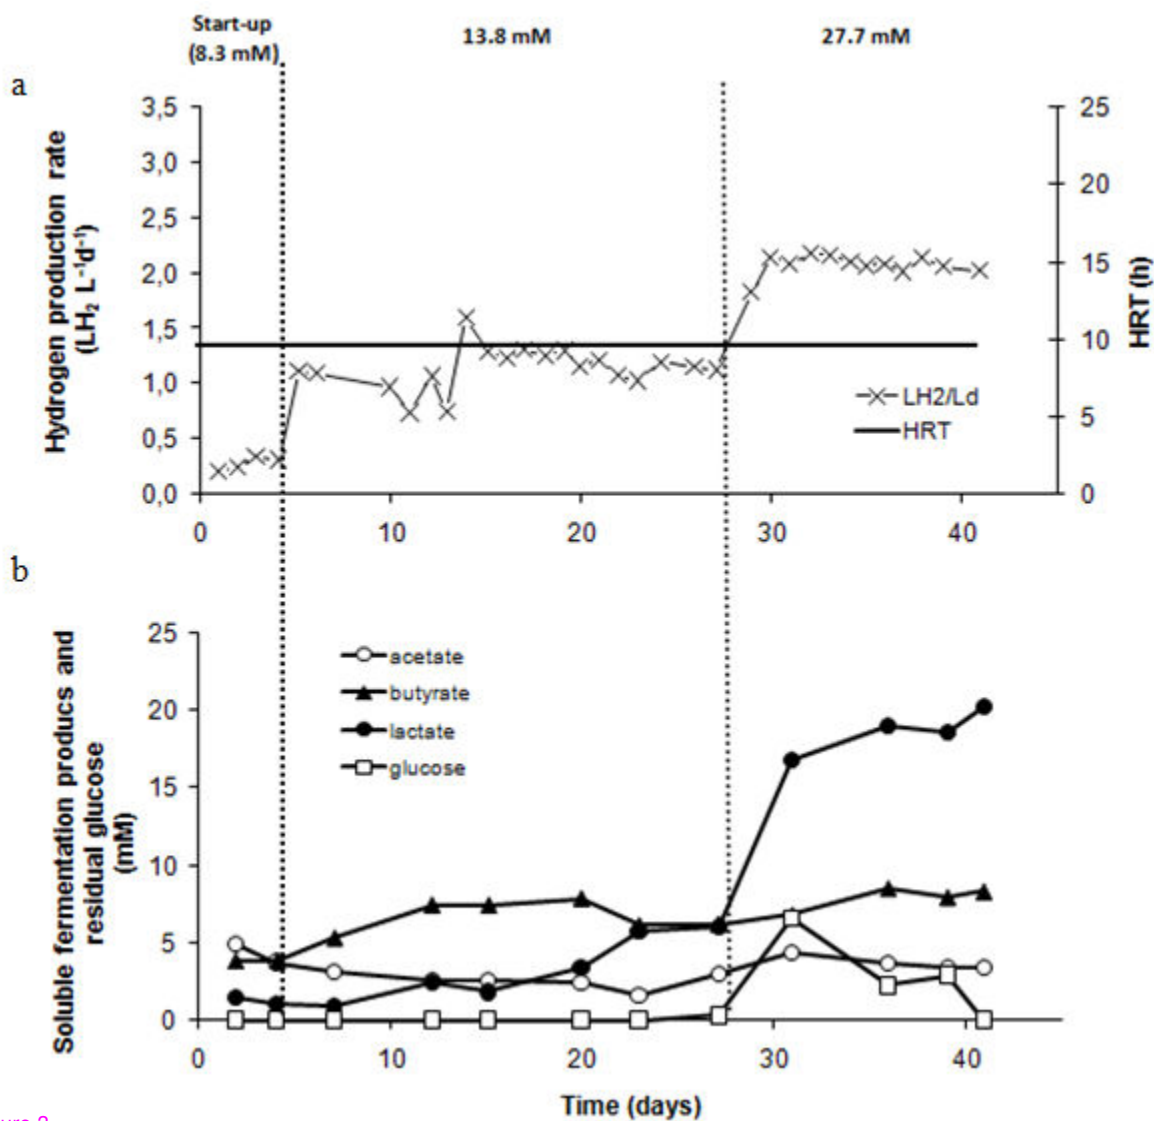 Start-up
(8.3 mM)
13.8 mM
27.7 mM
a
Hydrogen production rate
(LH₂ L⁻¹d⁻¹)
3,5
3,0
2,5
2,0
1,5
1,0
0,5
0,0
25
20
15
10
5
0
HRT (h)
LH2/Ld
HRT
0
10
20
30
40
b
Soluble fermentation producs and
residual glucose
(mM)
25
20
15
10
5
0
acetate
butyrate
lactate
glucose
0
10
20
30
40
Time (days)